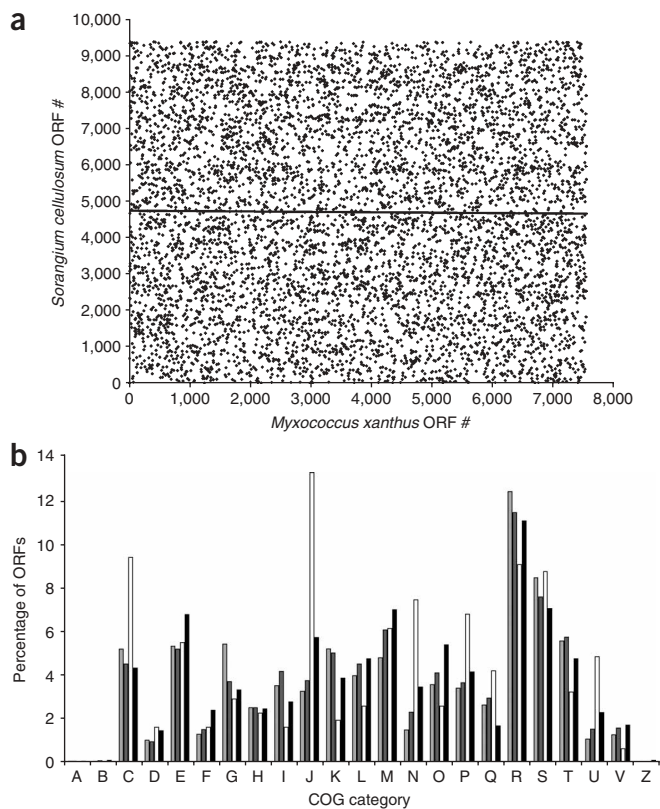 a
10,000
9,000
8,000
7,000
6,000
5,000
4,000
3,000
2,000
1,000
0
Sorangium cellulosum ORF #
0 1,000 2,000 3,000 4,000 5,000 6,000 7,000 8,000
Myxococcus xanthus ORF #
b
14
12
10
8
6
4
2
0
Percentage of ORFs
A B C D E F G H I J K L M N O P Q R S T U V Z
COG category